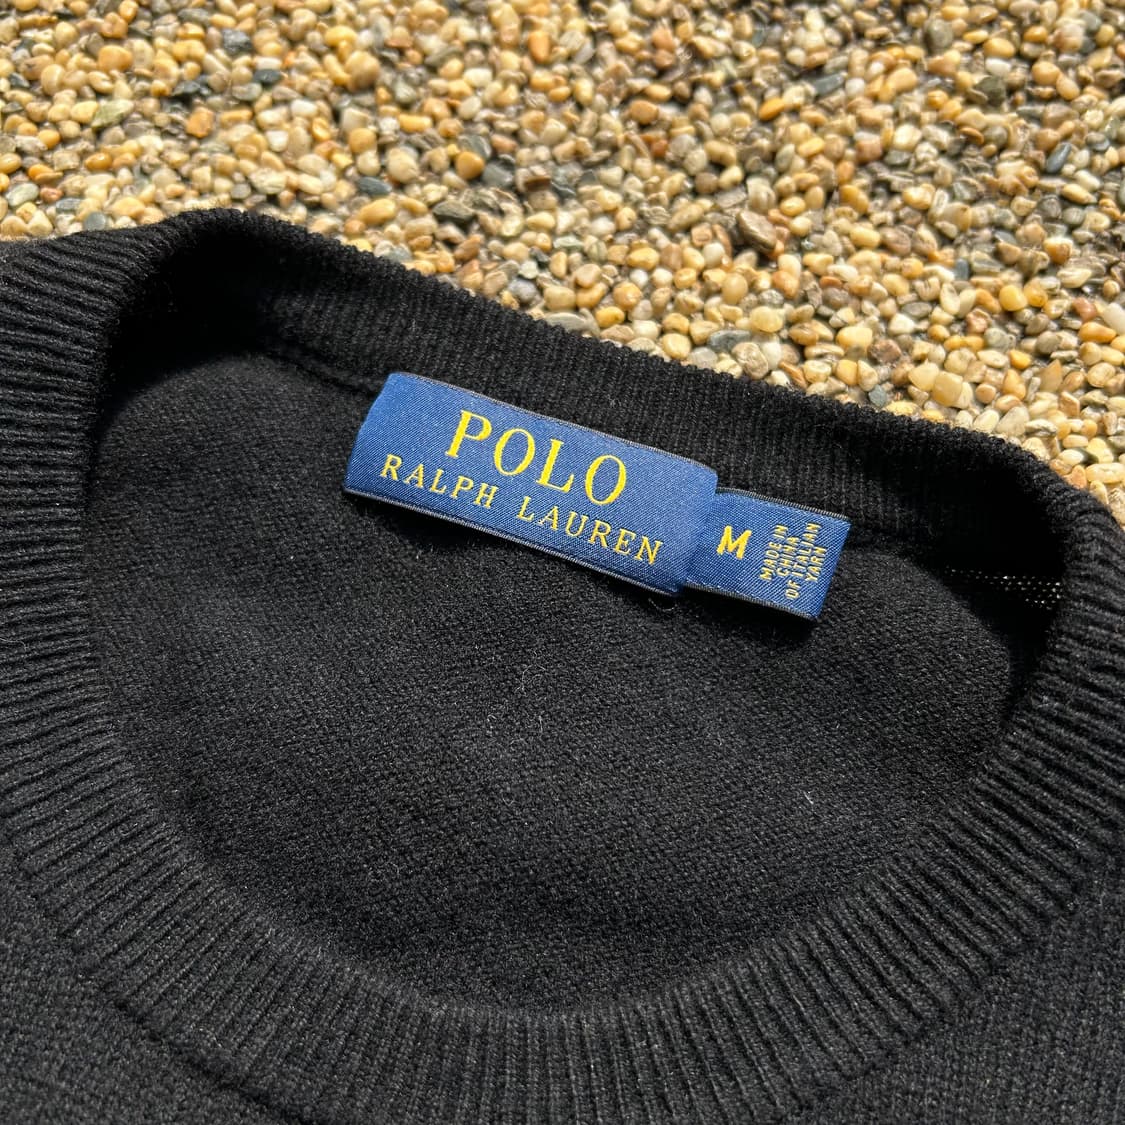 POLO
RALPH LAUREN
M
MADE IN
CHINA
OF ITALIAN
YARN